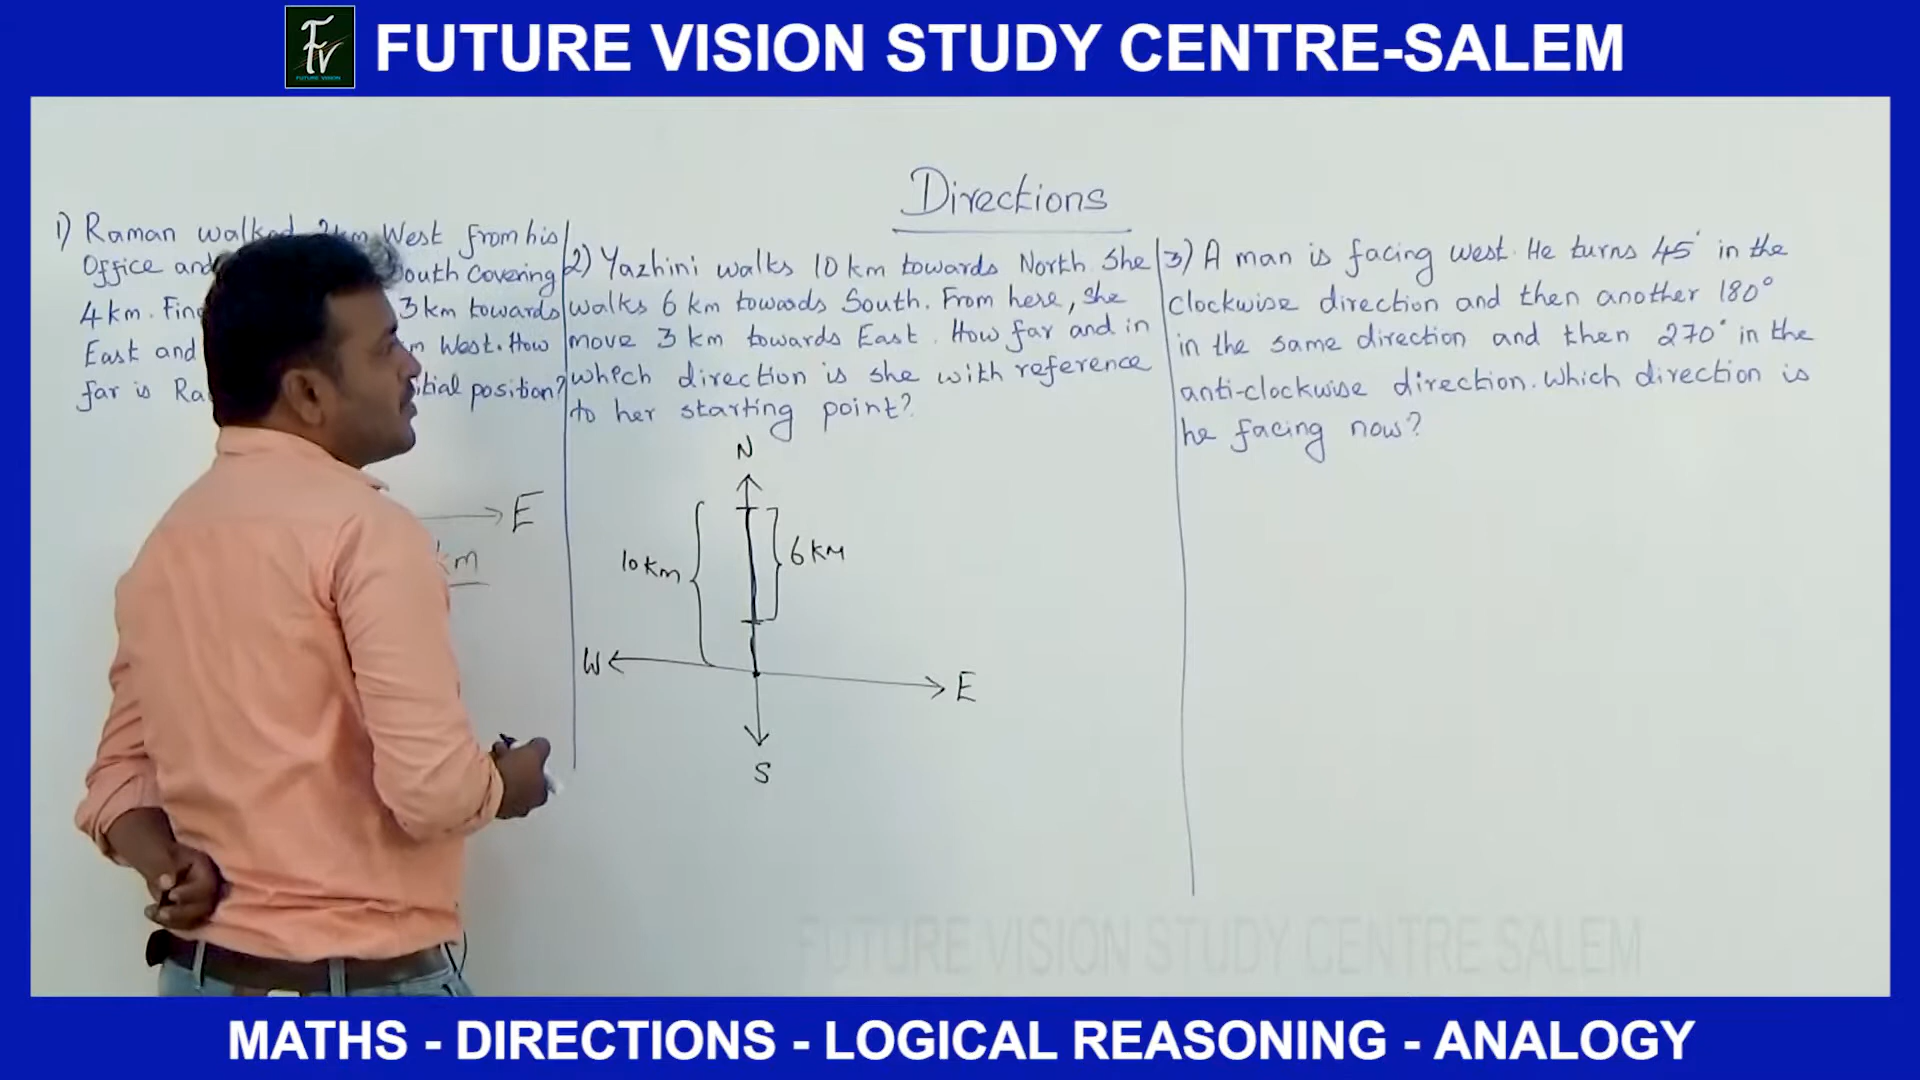 FV
FUTURE VISION
FUTURE VISION STUDY CENTRE-SALEM
Directions
1) Raman walked West from his
Office and South Covering
4km. 3km towards
East and West. How
far is position?
E
km
2) Yazhini walks 10 km towards North. She
walks 6 km towards South. From here, she
move 3 km towards East. How far and in
which direction is she with reference
to her starting point?
N
10km
6km
W
E
S
3) A man is facing west. He turns 45° in the
clockwise direction and then another 180°
in the same direction and then 270° in the
anti-clockwise direction. Which direction is
he facing now?
FUTURE VISION STUDY CENTRE SALEM
MATHS - DIRECTIONS - LOGICAL REASONING - ANALOGY